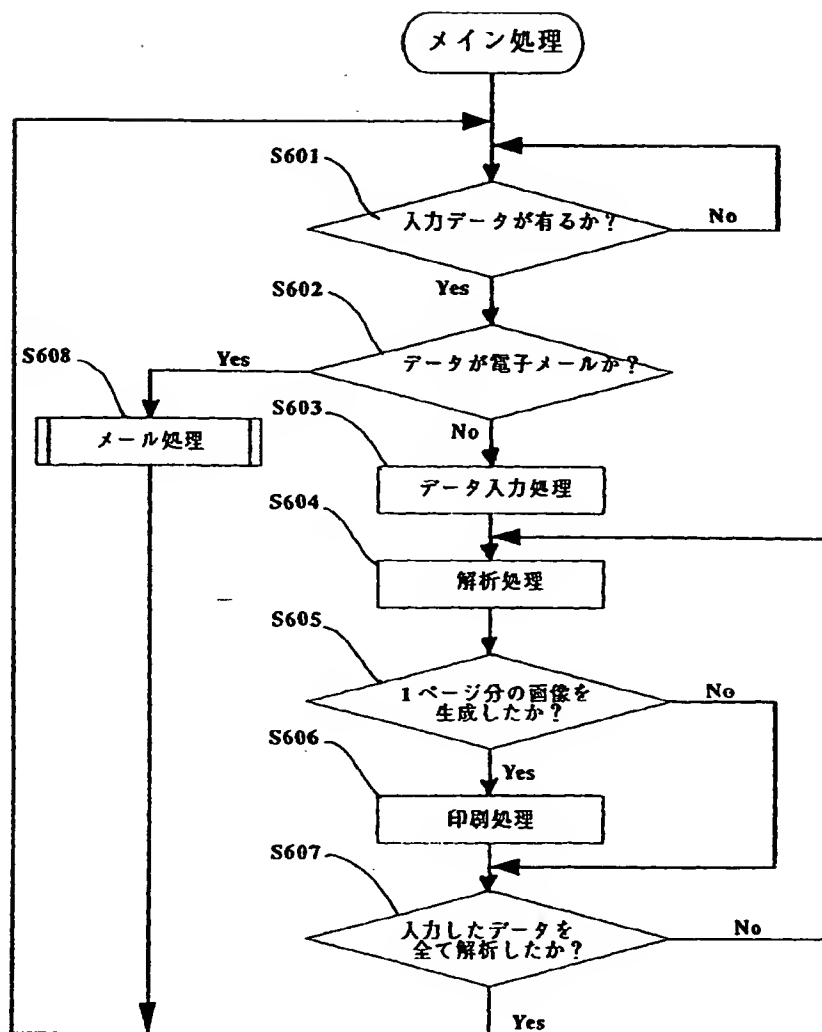 メイン処理
S601
入力データが有るか？
No
Yes
S602
データが電子メールか？
Yes
S608
メール処理
No
S603
データ入力処理
S604
解析処理
S605
1ページ分の画像を
生成したか？
No
Yes
S606
印刷処理
S607
入力したデータを
全て解析したか？
No
Yes